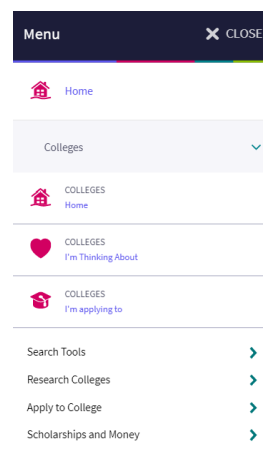 Menu
CLOSE
Home
Colleges
COLLEGES
Home
COLLEGES
I'm Thinking About
COLLEGES
I'm applying to
Search Tools
Research Colleges
Apply to College
Scholarships and Money